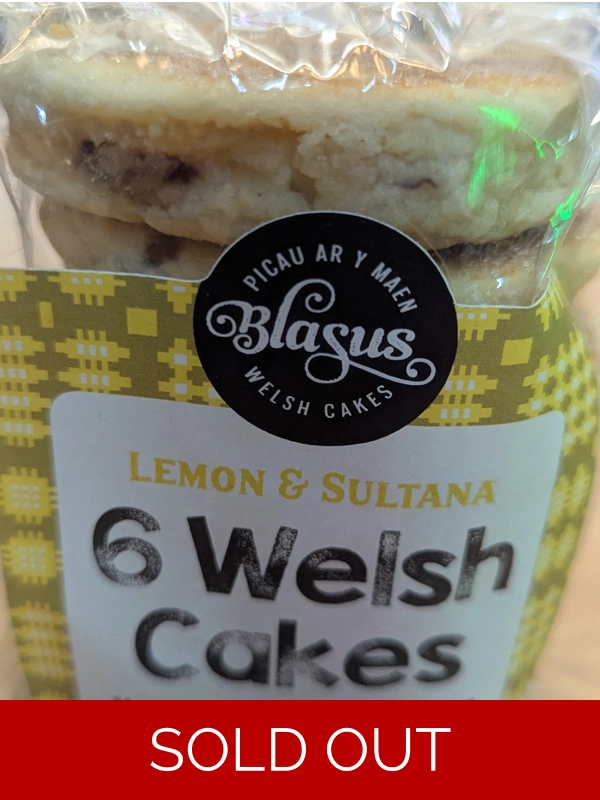 PICAU AR Y MAEN
Blasus
WELSH CAKES
LEMON & SULTANA
6 Welsh
Cakes
SOLD OUT